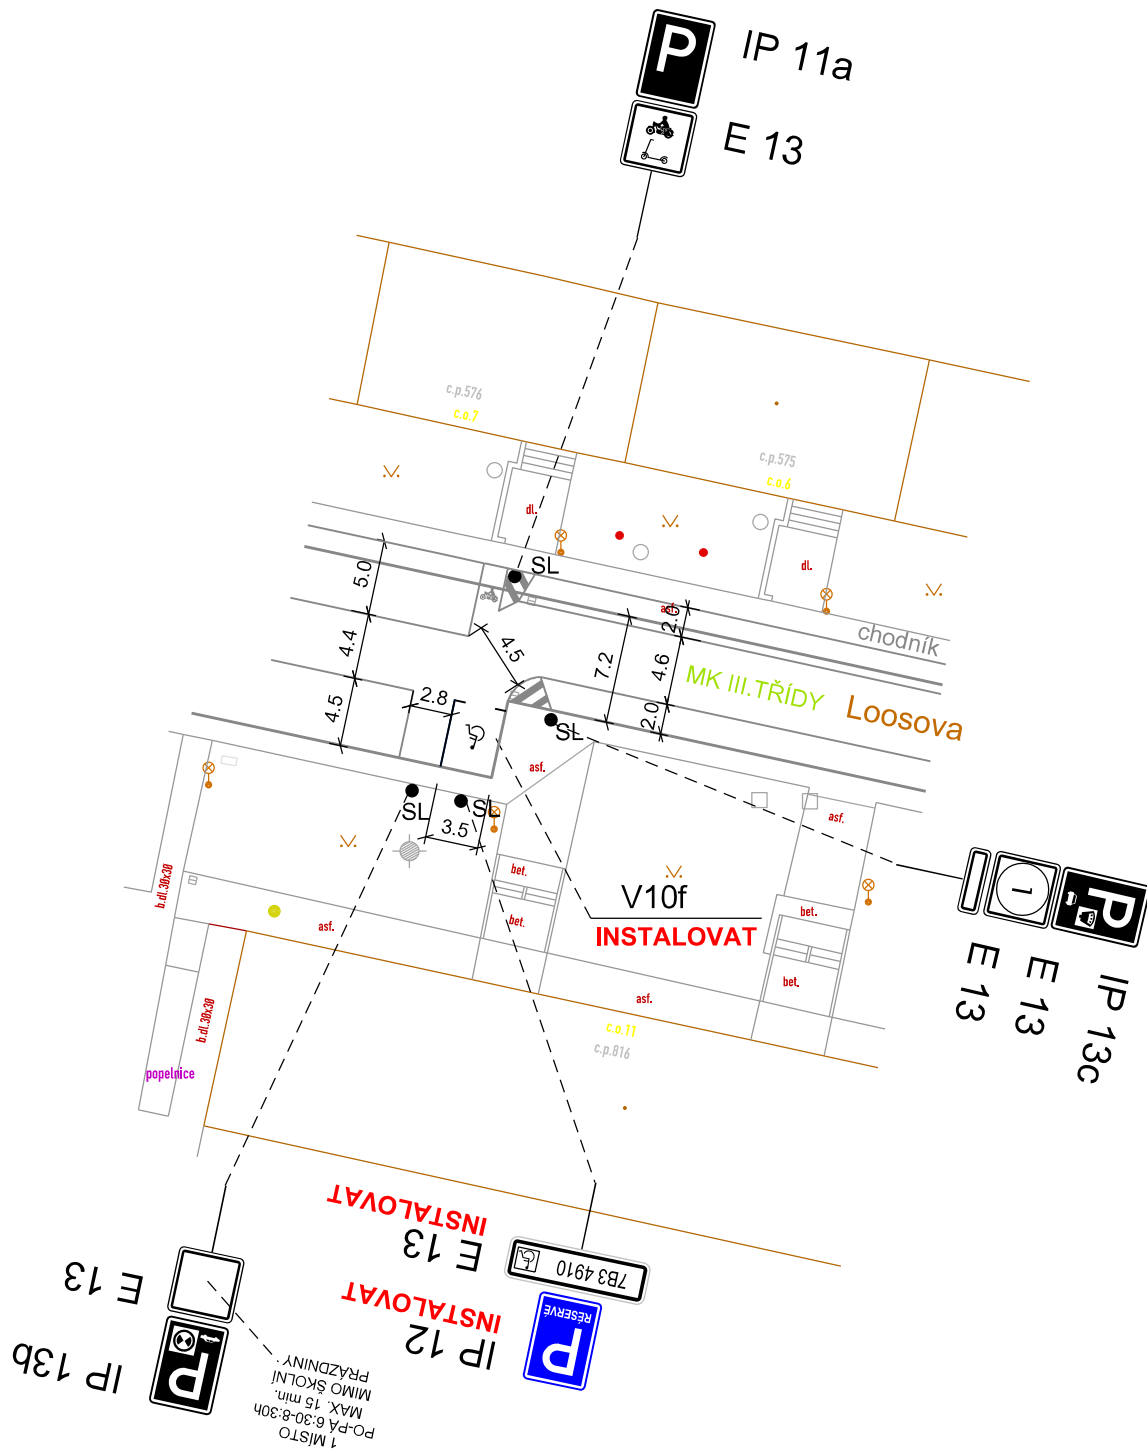 P
IP 11a
E 13
c.p.576
c.o.7
c.p.575
c.o.6
dl.
dl.
SL
5.0
asf.
2.0
chodník
4.4
4.5
7.2
4.6
MK III.TŘÍDY
Loosova
4.5
2.8
2.0
SL
asf.
SL
SL
3.5
asf.
b.dl.30x30
bet.
bet.
V10f
INSTALOVAT
bet.
bet.
1
P
E 13
E 13
IP 13c
asf.
asf.
b.dl.30x30
c.o.11
c.p.816
popelnice
INSTALOVAT
E 13
7B3 4910
INSTALOVAT
IP 12
RÉSERVÉ
P
E 13
IP 13b
P
1 MÍSTO
PO-PÁ 6:30-8:30h
MAX. 15 min.
MIMO ŠKOLNÍ
PRÁZDNINY